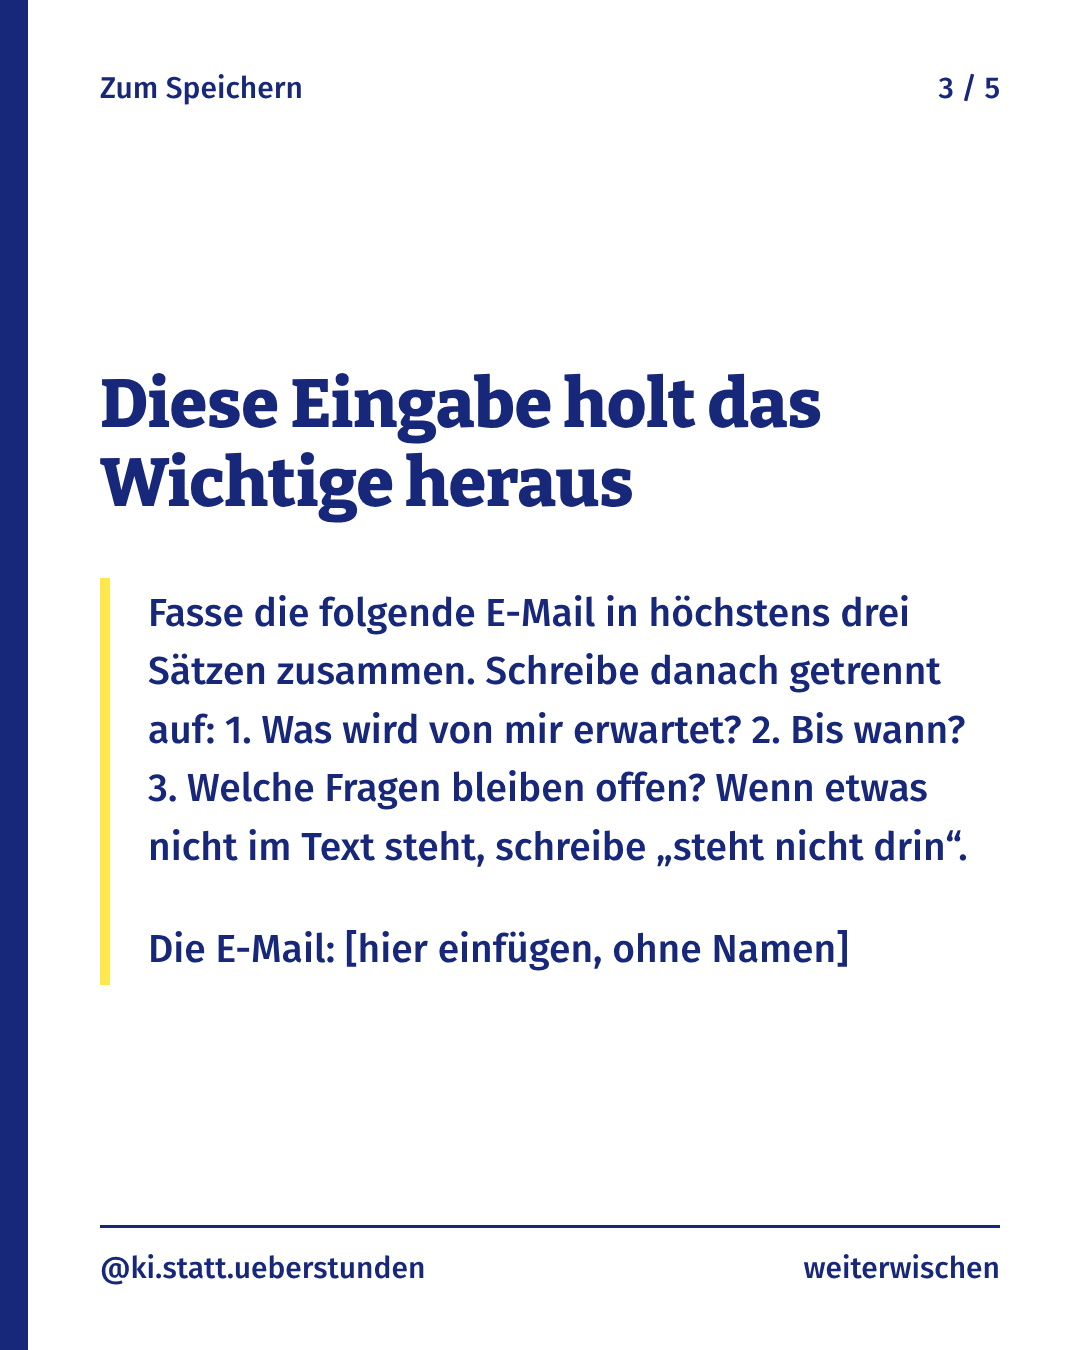 Zum Speichern
3 / 5
Diese Eingabe holt das
Wichtige heraus
Fasse die folgende E-Mail in höchstens drei
Sätzen zusammen. Schreibe danach getrennt
auf: 1. Was wird von mir erwartet? 2. Bis wann?
3. Welche Fragen bleiben offen? Wenn etwas
nicht im Text steht, schreibe „steht nicht drin“.
Die E-Mail: [hier einfügen, ohne Namen]
@ki.statt.ueberstunden
weiterwischen